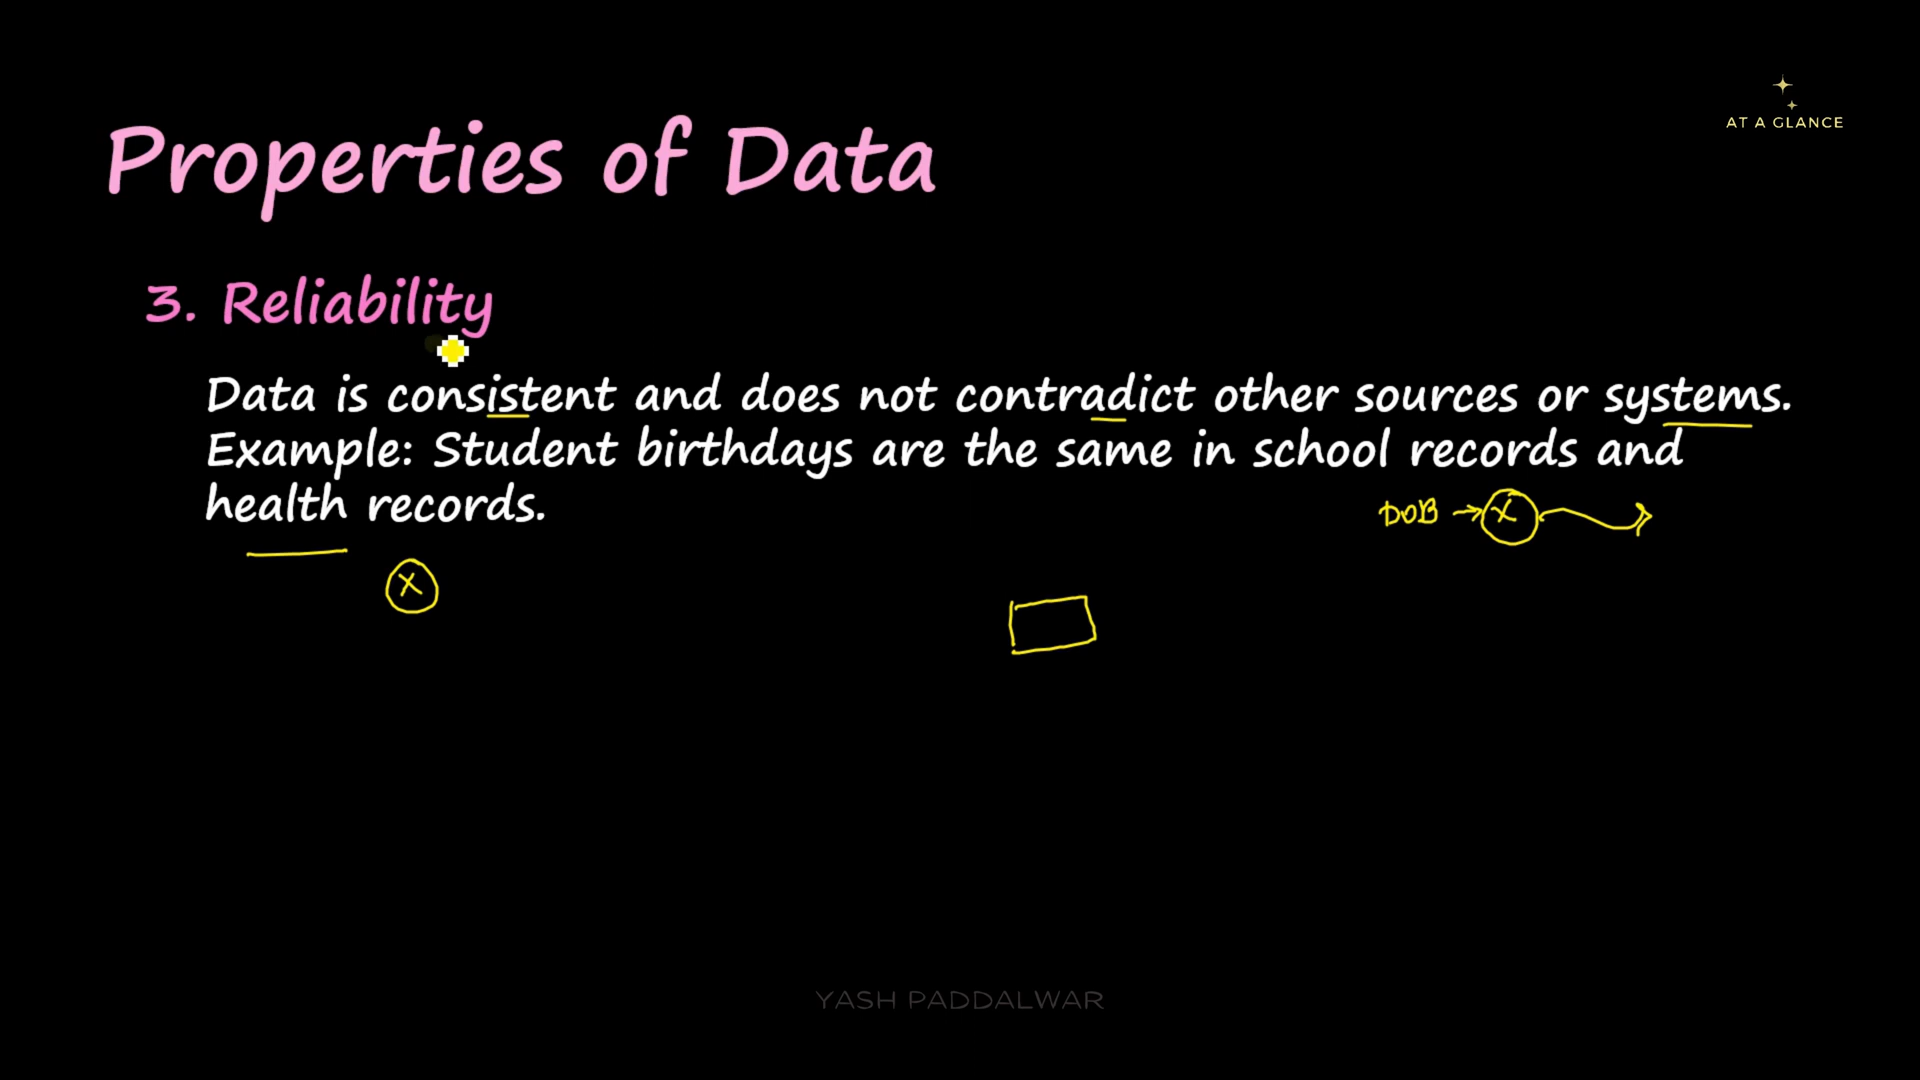 AT A GLANCE
Properties of Data
3. Reliability
Data is consistent and does not contradict other sources or systems.
Example: Student birthdays are the same in school records and
health records.
DOB → X
X
YASH PADDALWAR